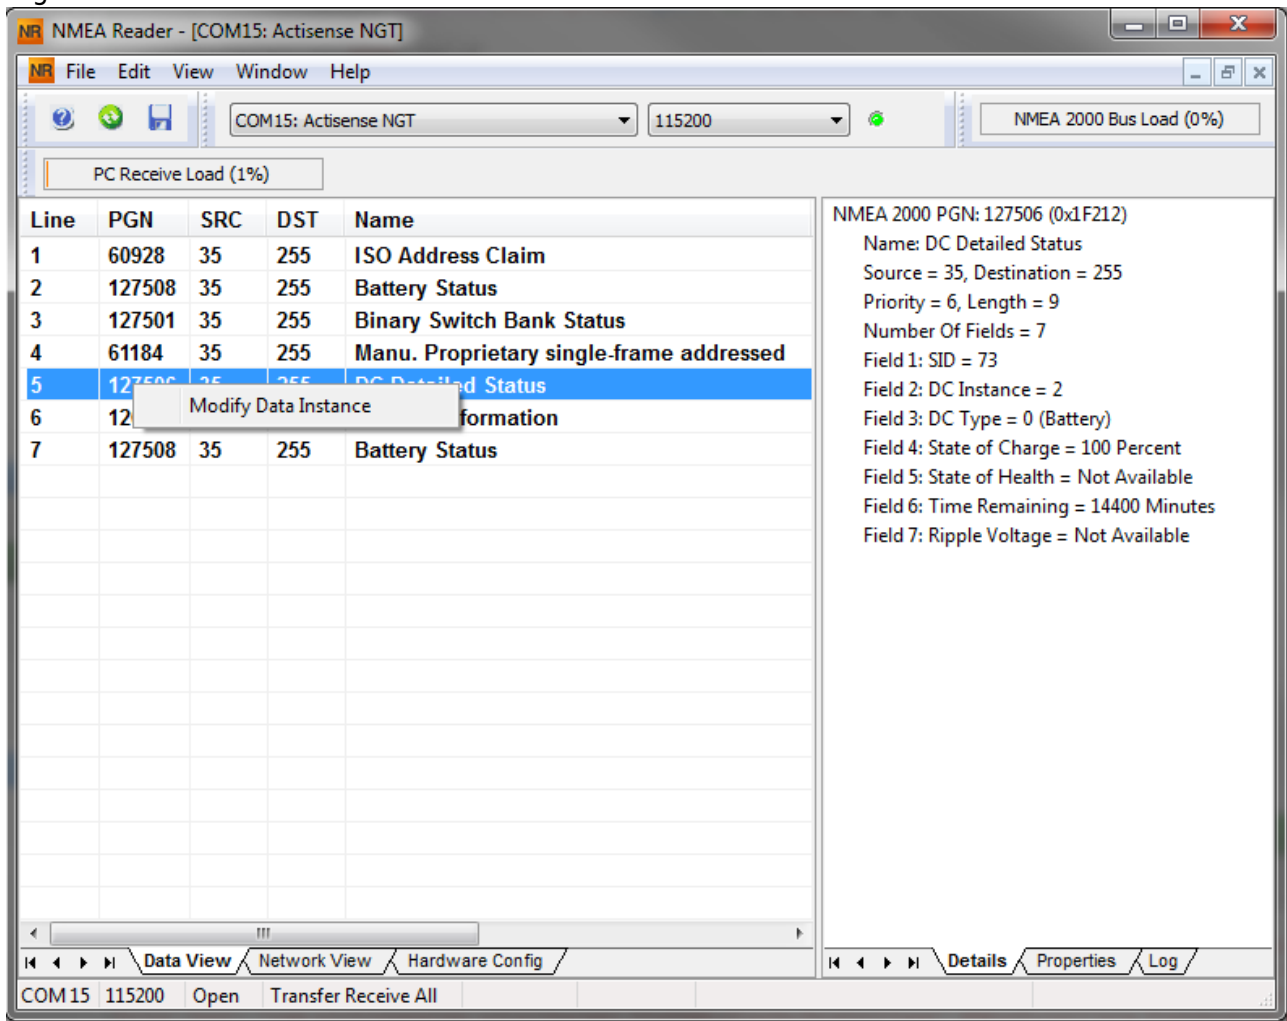 NR NMEA Reader - [COM15: Actisense NGT]
NR File Edit View Window Help
COM15: Actisense NGT 115200 NMEA 2000 Bus Load (0%)
PC Receive Load (1%)
Line PGN SRC DST Name
1 60928 35 255 ISO Address Claim
2 127508 35 255 Battery Status
3 127501 35 255 Binary Switch Bank Status
4 61184 35 255 Manu. Proprietary single-frame addressed
5 127506 35 255 DC Detailed Status
Modify Data Instance
6 12 formation
7 127508 35 255 Battery Status
NMEA 2000 PGN: 127506 (0x1F212)
Name: DC Detailed Status
Source = 35, Destination = 255
Priority = 6, Length = 9
Number Of Fields = 7
Field 1: SID = 73
Field 2: DC Instance = 2
Field 3: DC Type = 0 (Battery)
Field 4: State of Charge = 100 Percent
Field 5: State of Health = Not Available
Field 6: Time Remaining = 14400 Minutes
Field 7: Ripple Voltage = Not Available
Data View Network View Hardware Config
Details Properties Log
COM15 115200 Open Transfer Receive All